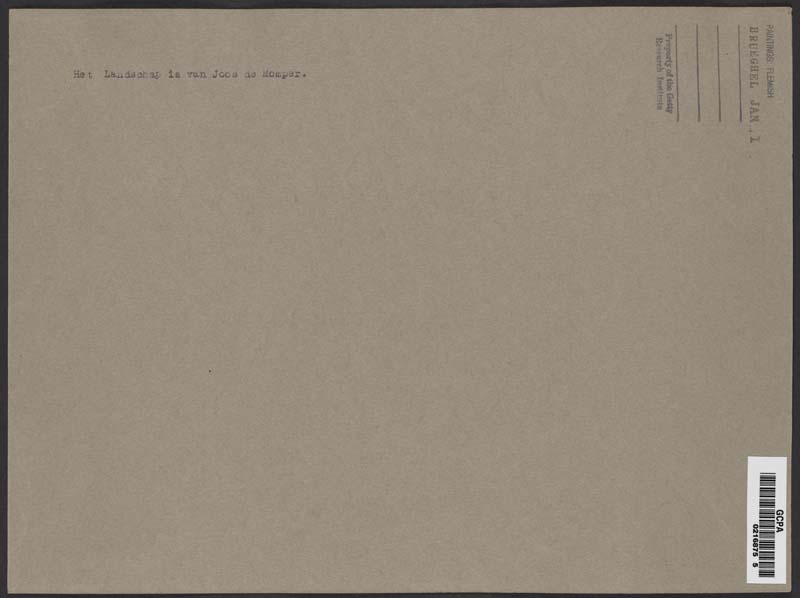 Het Landschap is van Joos de Momper.
PAINTINGS: FLEMISH
BRUEGHEL JAN, I
Property of the Getty
Research Institute
GCPA
0216875 5